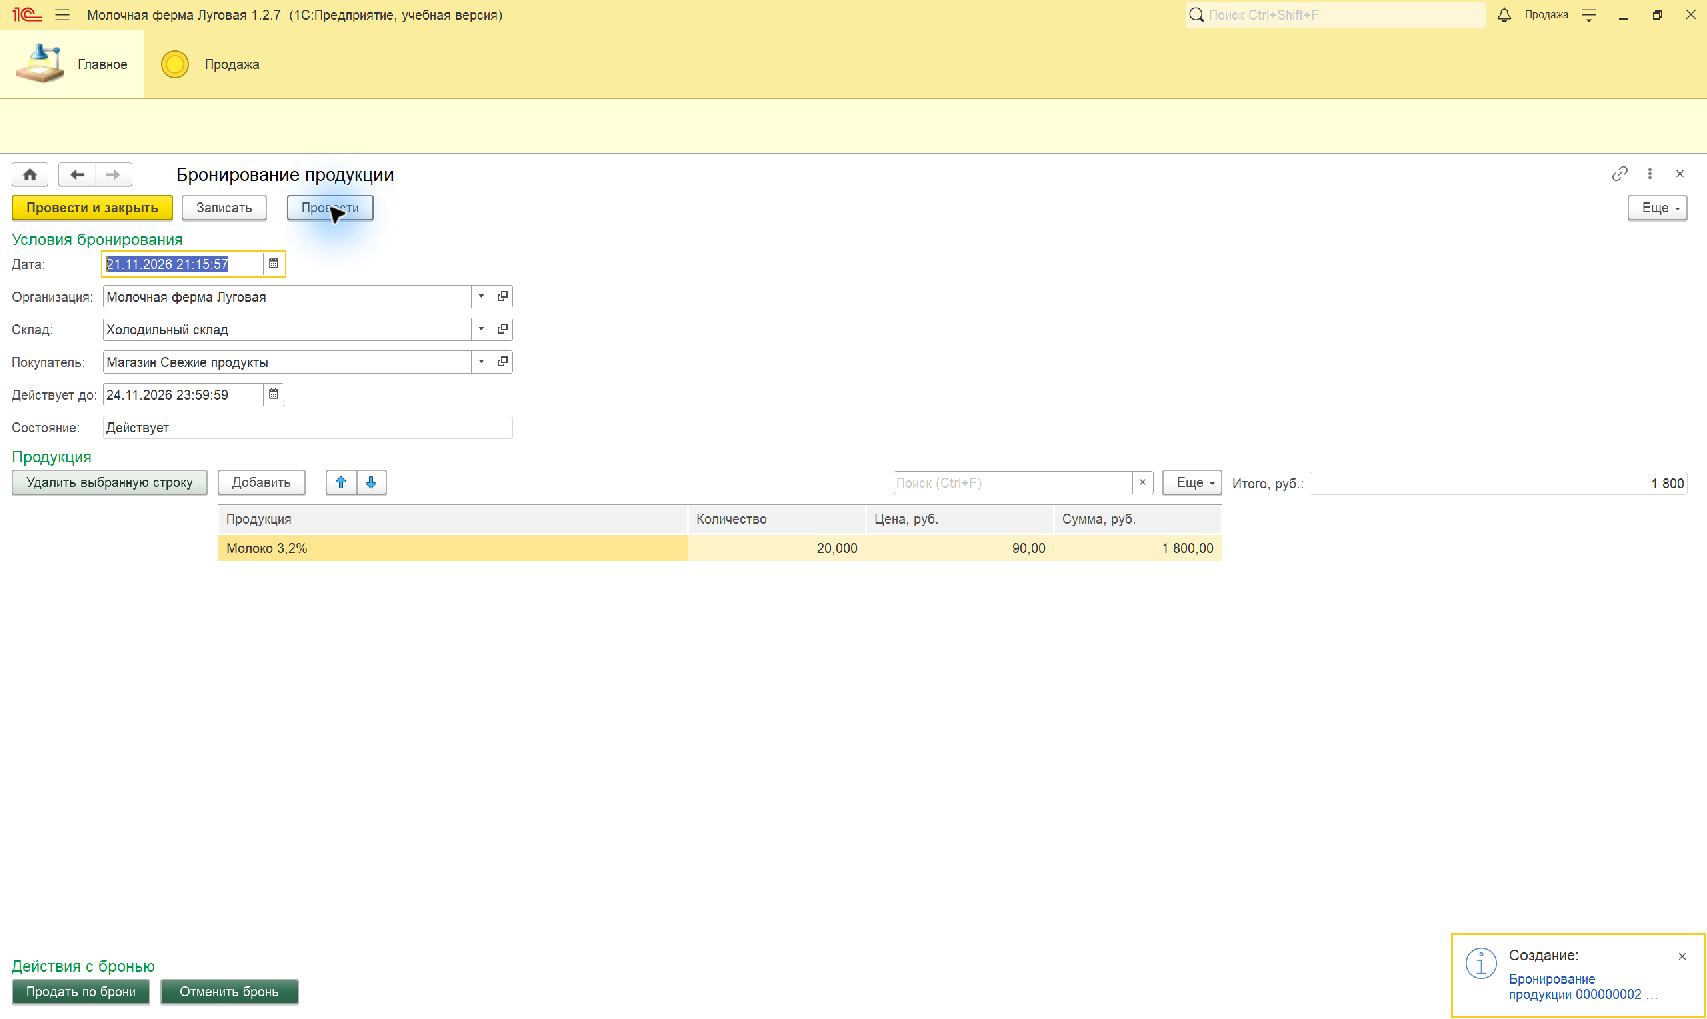 1С Молочная ферма Луговая 1.2.7 (1С:Предприятие, учебная версия) Поиск Ctrl+Shift+F Продажа
Главное Продажа
Бронирование продукции
Провести и закрыть Записать Провести Еще
Условия бронирования
Дата: 21.11.2026 21:15:57
Организация: Молочная ферма Луговая
Склад: Холодильный склад
Покупатель: Магазин Свежие продукты
Действует до: 24.11.2026 23:59:59
Состояние: Действует
Продукция
Удалить выбранную строку Добавить Поиск (Ctrl+F) × Еще Итого, руб.: 1 800
Продукция Количество Цена, руб. Сумма, руб.
Молоко 3,2% 20,000 90,00 1 800,00
Действия с бронью
Продать по брони Отменить бронь
Создание:
Бронирование
продукции 000000002 ...